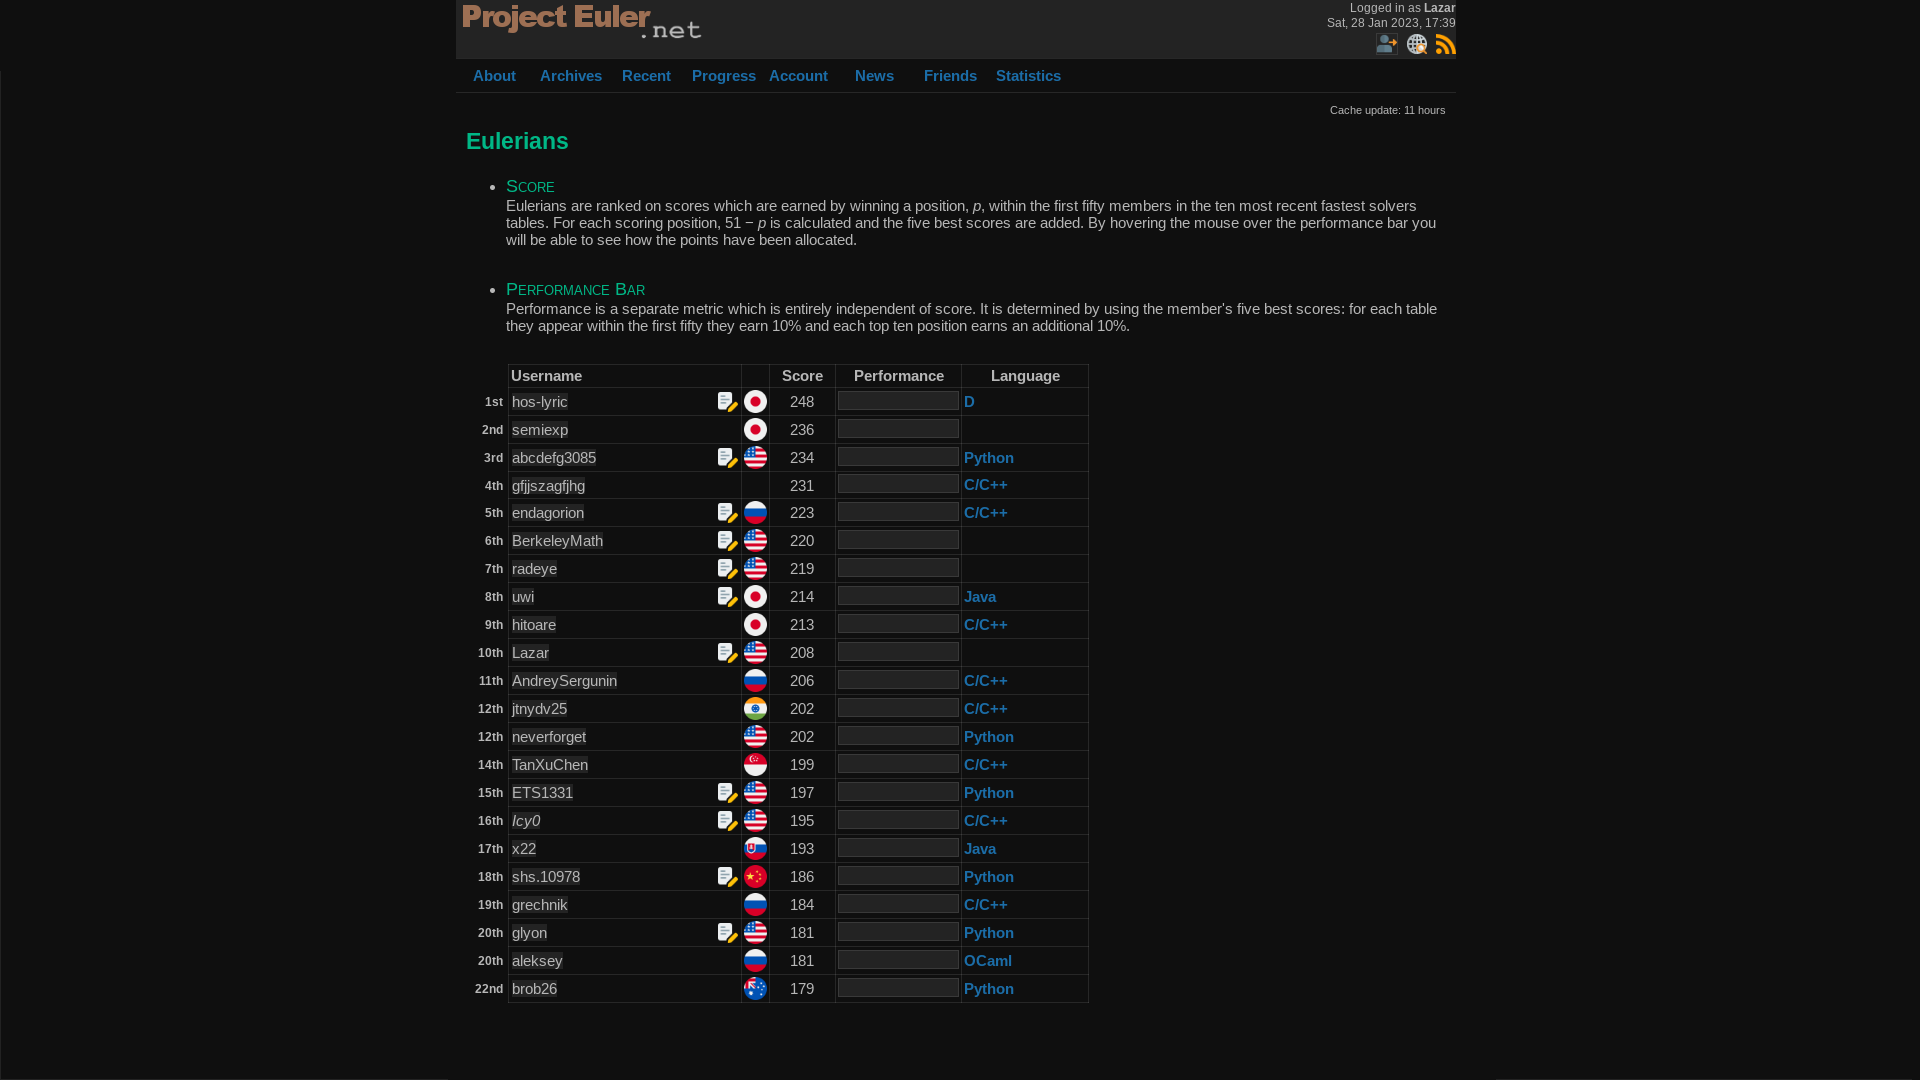 Project Euler
.net
Logged in as Lazar
Sat, 28 Jan 2023, 17:39
About Archives Recent Progress Account News Friends Statistics
Cache update: 11 hours
Eulerians
• Score
Eulerians are ranked on scores which are earned by winning a position, p, within the first fifty members in the ten most recent fastest solvers
tables. For each scoring position, 51 − p is calculated and the five best scores are added. By hovering the mouse over the performance bar you
will be able to see how the points have been allocated.
• Performance Bar
Performance is a separate metric which is entirely independent of score. It is determined by using the member's five best scores: for each table
they appear within the first fifty they earn 10% and each top ten position earns an additional 10%.
Username Score Performance Language
1st hos-lyric 248 D
2nd semiexp 236
3rd abcdefg3085 234 Python
4th gfjjszagfjhg 231 C/C++
5th endagorion 223 C/C++
6th BerkeleyMath 220
7th radeye 219
8th uwi 214 Java
9th hitoare 213 C/C++
10th Lazar 208
11th AndreySergunin 206 C/C++
12th jtnydv25 202 C/C++
12th neverforget 202 Python
14th TanXuChen 199 C/C++
15th ETS1331 197 Python
16th Icy0 195 C/C++
17th x22 193 Java
18th shs.10978 186 Python
19th grechnik 184 C/C++
20th glyon 181 Python
20th aleksey 181 OCaml
22nd brob26 179 Python